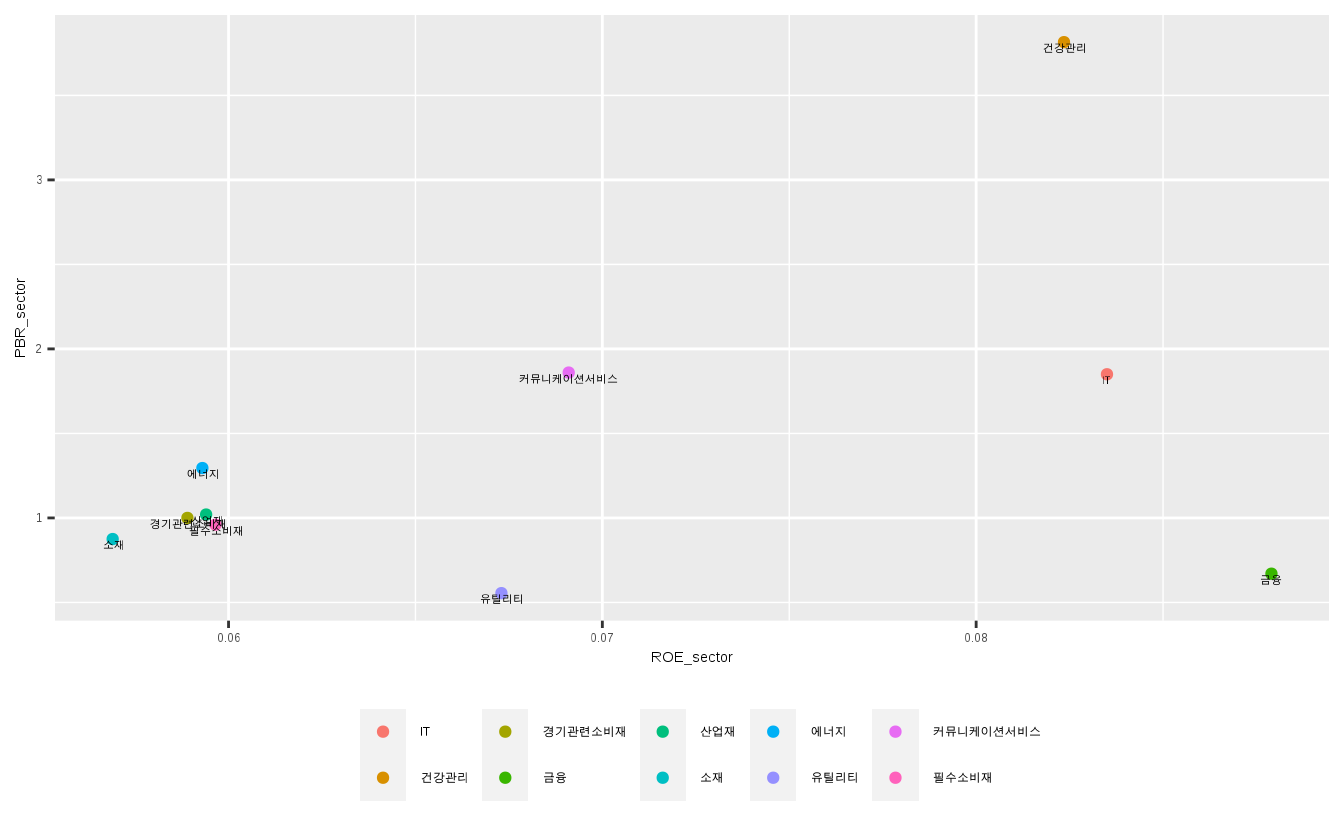 건강관리
3
PBR_sector
2
커뮤니케이션서비스
IT
에너지
1
산업재
경기관련소비재
필수소비재
소재
금융
유틸리티
0.06 0.07 0.08
ROE_sector
IT 경기관련소비재 산업재 에너지 커뮤니케이션서비스
건강관리 금융 소재 유틸리티 필수소비재